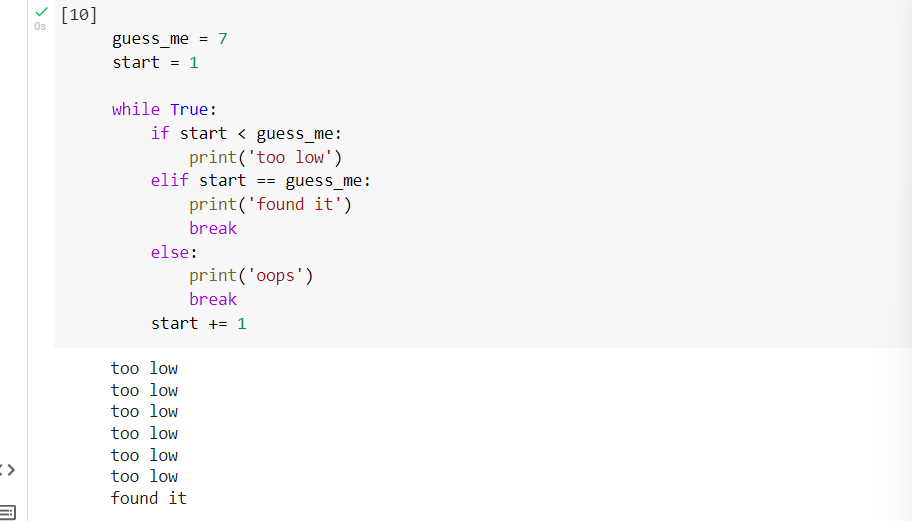 [10]
0s
guess_me = 7
start = 1
while True:
    if start < guess_me:
        print('too low')
    elif start == guess_me:
        print('found it')
        break
    else:
        print('oops')
        break
    start += 1
too low
too low
too low
too low
too low
too low
found it